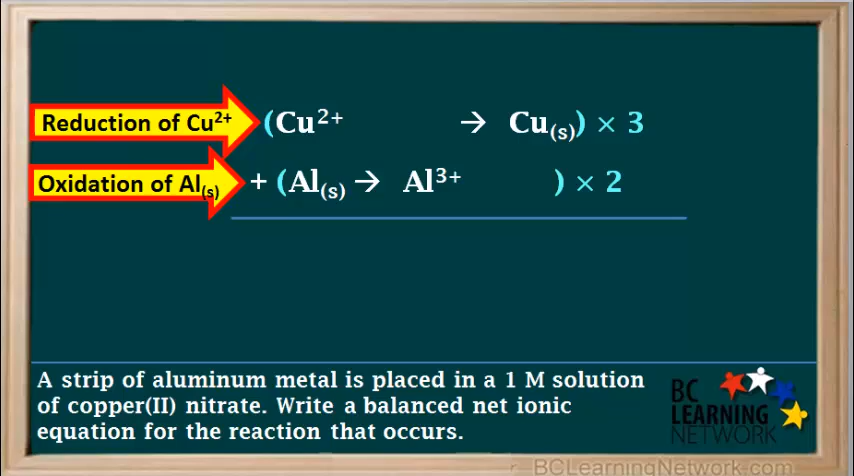 Reduction of Cu²⁺ (Cu²⁺ → Cu₍ₛ₎) × 3
Oxidation of Al₍ₛ₎ + (Al₍ₛ₎ → Al³⁺ ) × 2
A strip of aluminum metal is placed in a 1 M solution
of copper(II) nitrate. Write a balanced net ionic
equation for the reaction that occurs.
BC
LEARNING
NETWORK
BCLearningNetwork.com